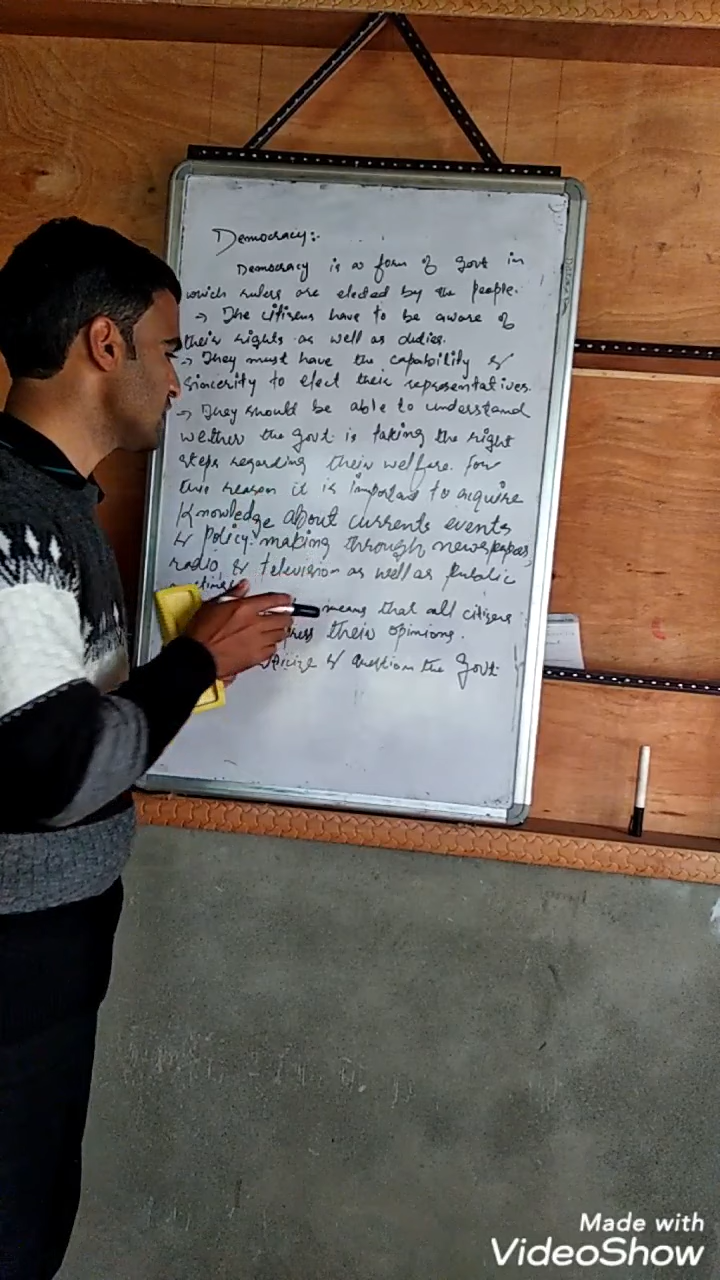 Democracy:-
Democracy is a form of Govt in
which rulers are elected by the people.
→ The citizens have to be aware of
their rights as well as duties.
→ They must have the capability &
sincerity to elect their representatives.
→ They should be able to understand
wether the Govt. is taking the right
steps regarding their welfare. For
this reason it is important to acquire
knowledge about currents events
& policy making through newspapers,
radio & television as well as public
means that all citizens
their opinions.
& question the Govt.
Made with
VideoShow